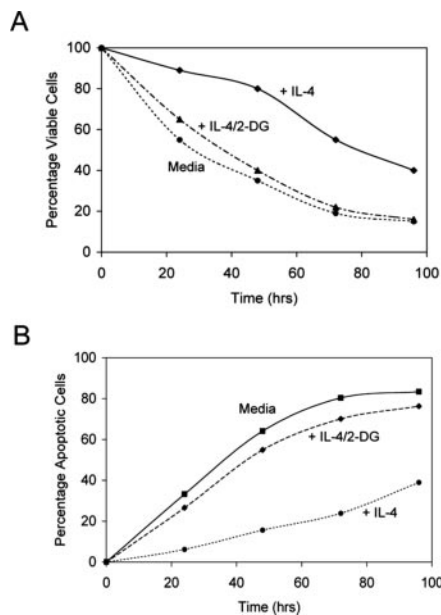 A
100
80
60
40
20
0
Percentage Viable Cells
+ IL-4
+ IL-4/2-DG
Media
0 20 40 60 80 100
Time (hrs)
B
100
80
60
40
20
0
Percentage Apoptotic Cells
Media
+ IL-4/2-DG
+ IL-4
0 20 40 60 80 100
Time (hrs)